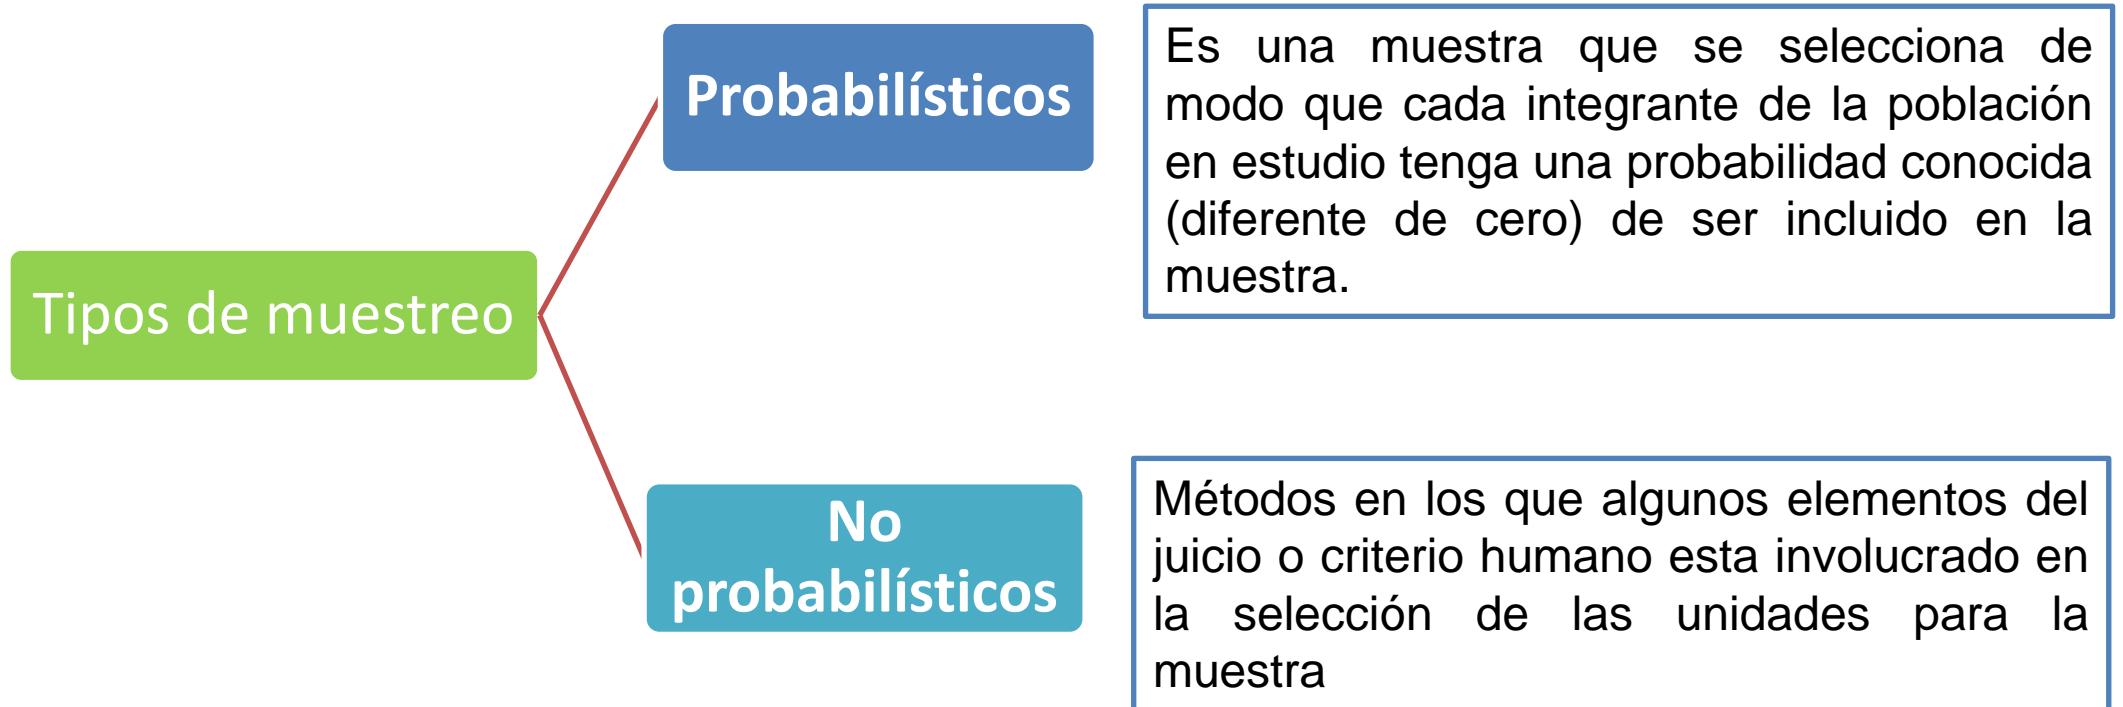 Tipos de muestreo
Probabilísticos
Es una muestra que se selecciona de
modo que cada integrante de la población
en estudio tenga una probabilidad conocida
(diferente de cero) de ser incluido en la
muestra.
No
probabilísticos
Métodos en los que algunos elementos del
juicio o criterio humano esta involucrado en
la selección de las unidades para la
muestra